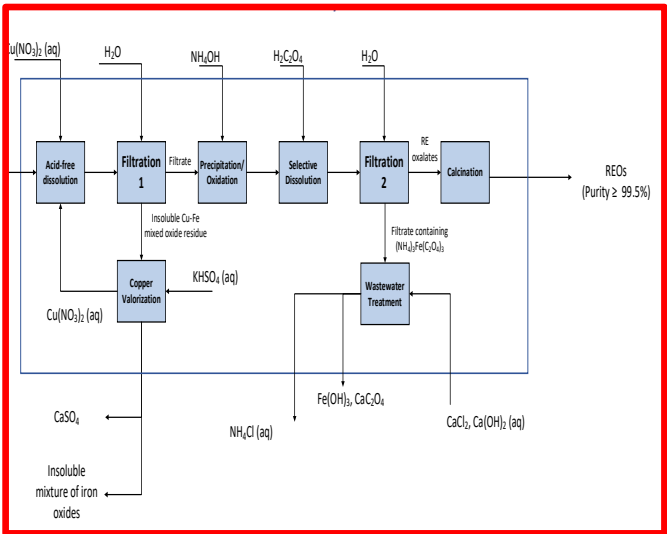 u(NO₃)₂ (aq)
H₂O
NH₄OH
H₂C₂O₄
H₂O
Acid-free
dissolution
Filtration
1
Filtrate
Precipitation/
Oxidation
Selective
Dissolution
Filtration
2
RE
oxalates
Calcination
REOs
(Purity ≥ 99.5%)
Insoluble Cu-Fe
mixed oxide residue
Filtrate containing
(NH₄)₃Fe(C₂O₄)₃
Copper
Valorization
KHSO₄ (aq)
Cu(NO₃)₂ (aq)
Wastewater
Treatment
CaSO₄
Fe(OH)₃, CaC₂O₄
NH₄Cl (aq)
CaCl₂, Ca(OH)₂ (aq)
Insoluble
mixture of iron
oxides